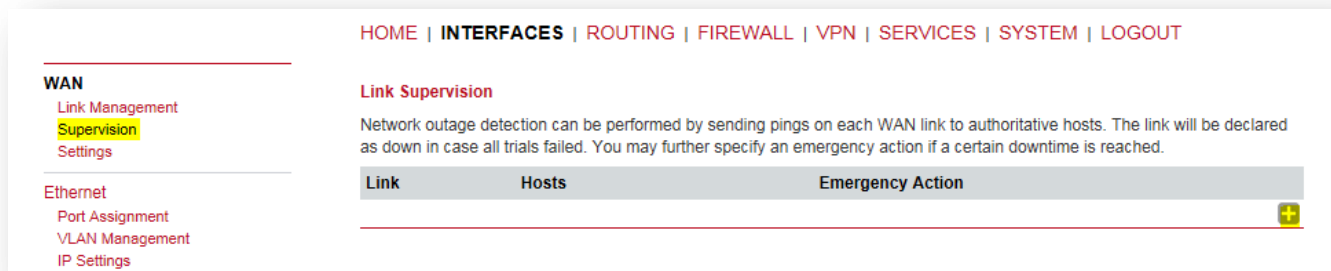 HOME | INTERFACES | ROUTING | FIREWALL | VPN | SERVICES | SYSTEM | LOGOUT
WAN
Link Management
Supervision
Settings
Ethernet
Port Assignment
VLAN Management
IP Settings
Link Supervision
Network outage detection can be performed by sending pings on each WAN link to authoritative hosts. The link will be declared
as down in case all trials failed. You may further specify an emergency action if a certain downtime is reached.
Link Hosts Emergency Action